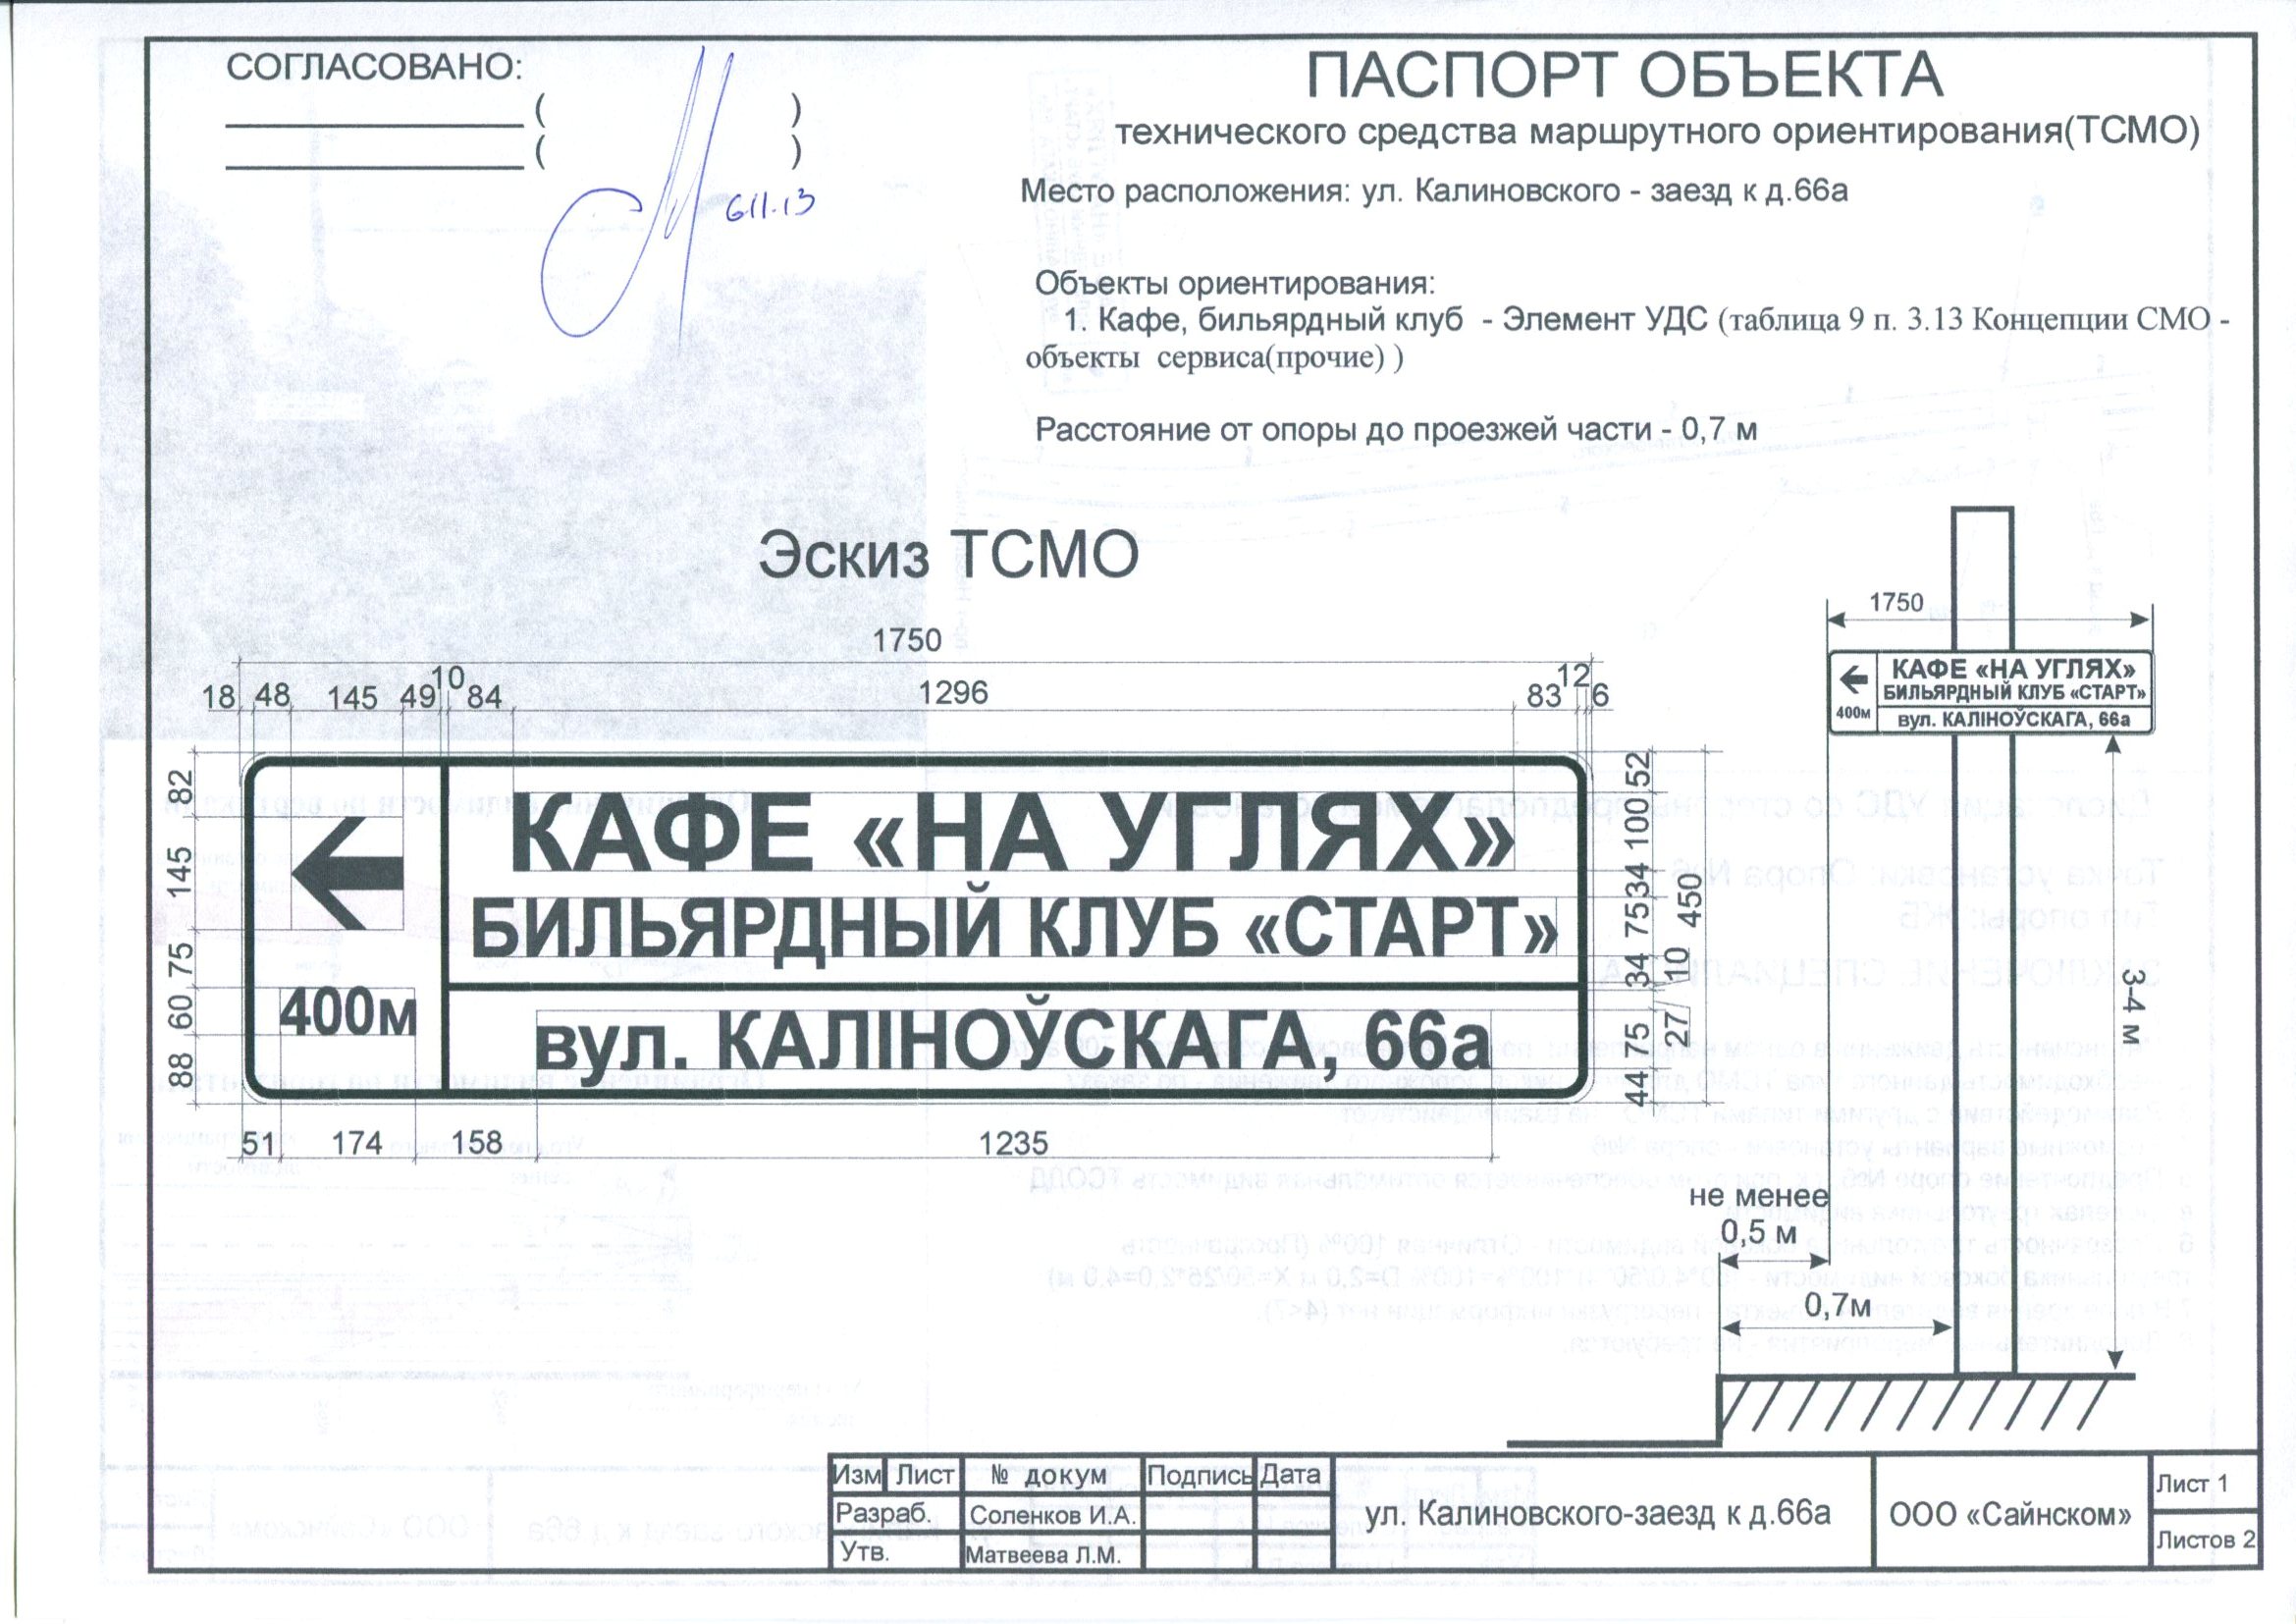 СОГЛАСОВАНО:
____________ ( )
____________ ( )
6.11.13
ПАСПОРТ ОБЪЕКТА
технического средства маршрутного ориентирования(ТСМО)
Место расположения: ул. Калиновского - заезд к д.66а
Объекты ориентирования:
1. Кафе, бильярдный клуб - Элемент УДС (таблица 9 п. 3.13 Концепции СМО -
объекты сервиса(прочие) )
Расстояние от опоры до проезжей части - 0,7 м
Эскиз ТСМО
1750
18 48 145 49 10 84 1296 83 12 6
82 145 75 60 88
КАФЕ «НА УГЛЯХ»
БИЛЬЯРДНЫЙ КЛУБ «СТАРТ»
400м
вул. КАЛІНОЎСКАГА, 66а
52 100 34 75 34 10 27 45 44
450
51 174 158 1235
1750
КАФЕ «НА УГЛЯХ»
БИЛЬЯРДНЫЙ КЛУБ «СТАРТ»
400м
вул. КАЛІНОЎСКАГА, 66а
3-4 м
не менее
0,5 м
0,7м
Изм Лист № докум Подпись Дата
Разраб. Соленков И.А.
Утв. Матвеева Л.М.
ул. Калиновского-заезд к д.66а
ООО «Сайнском»
Лист 1
Листов 2